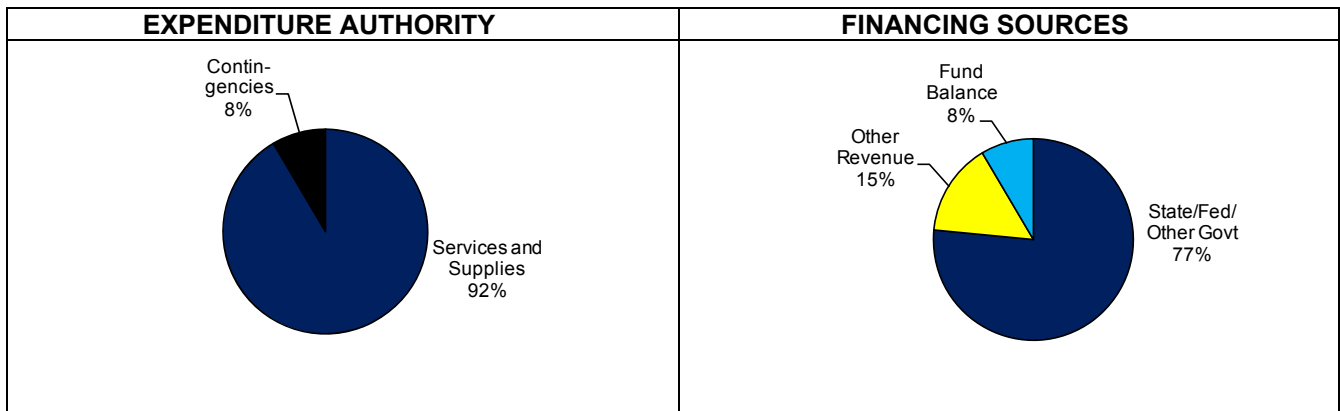 EXPENDITURE AUTHORITY
Contin-
gencies
8%
Services and
Supplies
92%
FINANCING SOURCES
Fund
Balance
8%
Other
Revenue
15%
State/Fed/
Other Govt
77%